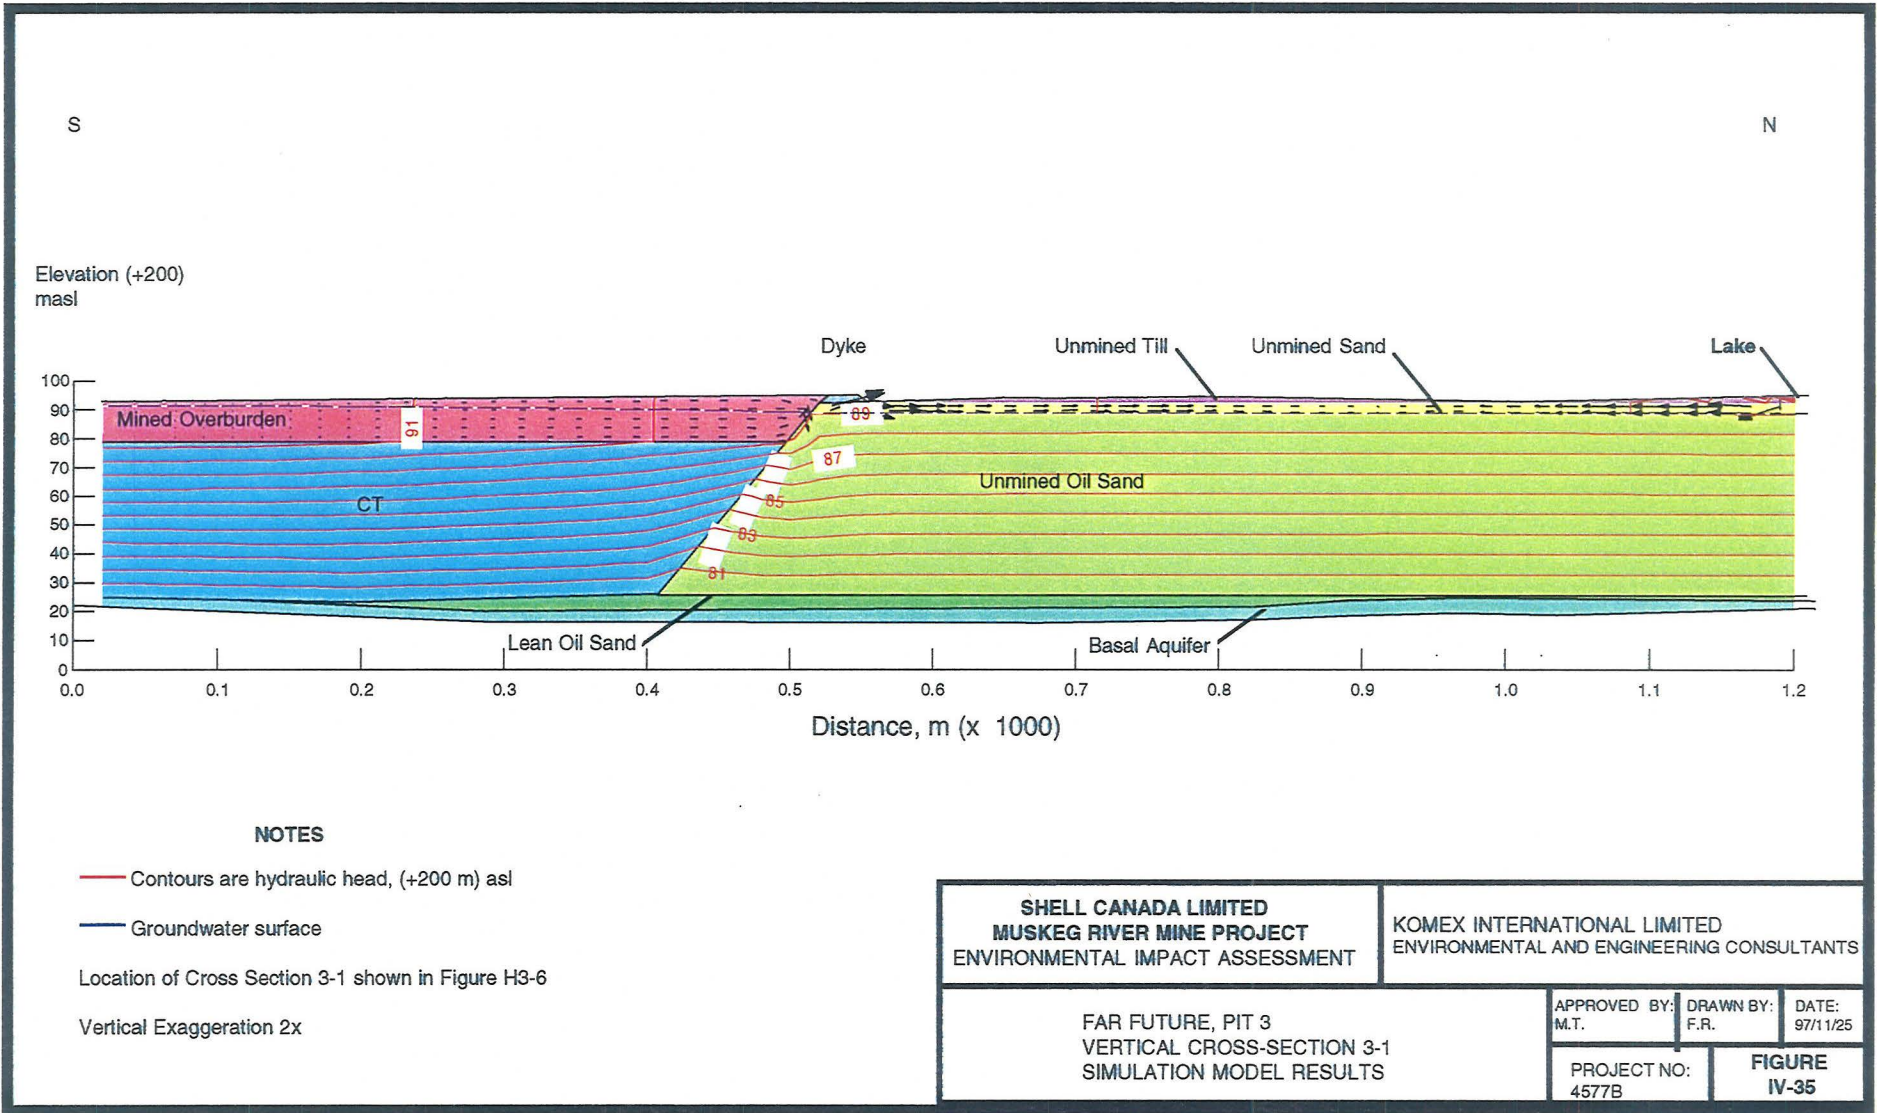 S
N
Elevation (+200)
masl
Dyke
Unmined Till
Unmined Sand
Lake
100
90
80
70
60
50
40
30
20
10
0
Mined Overburden
91
89
87
85
83
81
CT
Unmined Oil Sand
Lean Oil Sand
Basal Aquifer
0.0
0.1
0.2
0.3
0.4
0.5
0.6
0.7
0.8
0.9
1.0
1.1
1.2
Distance, m (x 1000)
NOTES
Contours are hydraulic head, (+200 m) asl
Groundwater surface
Location of Cross Section 3-1 shown in Figure H3-6
Vertical Exaggeration 2x
SHELL CANADA LIMITED
MUSKEG RIVER MINE PROJECT
ENVIRONMENTAL IMPACT ASSESSMENT
KOMEX INTERNATIONAL LIMITED
ENVIRONMENTAL AND ENGINEERING CONSULTANTS
FAR FUTURE, PIT 3
VERTICAL CROSS-SECTION 3-1
SIMULATION MODEL RESULTS
APPROVED BY:
M.T.
DRAWN BY:
F.R.
DATE:
97/11/25
PROJECT NO:
4577B
FIGURE
IV-35